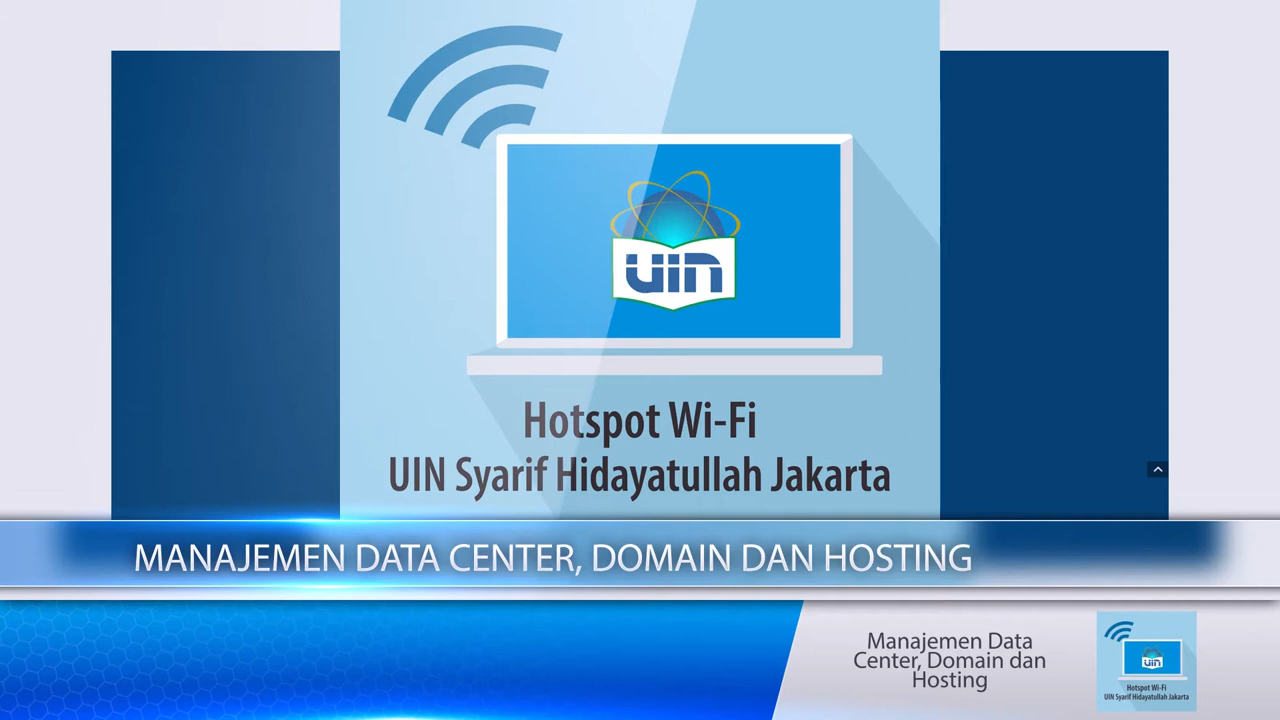 UIN
Hotspot Wi-Fi
UIN Syarif Hidayatullah Jakarta
MANAJEMEN DATA CENTER, DOMAIN DAN HOSTING
Manajemen Data
Center, Domain dan
Hosting
UIN
Hotspot Wi-Fi
UIN Syarif Hidayatullah Jakarta